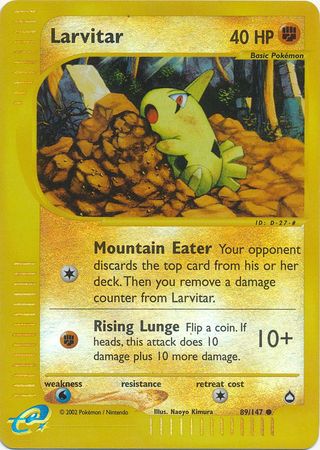 Larvitar 40 HP
Basic Pokémon
ID: D-27-#
Mountain Eater Your opponent
discards the top card from his or her
deck. Then you remove a damage
counter from Larvitar.
Rising Lunge Flip a coin. If
heads, this attack does 10
damage plus 10 more damage.
10+
weakness resistance retreat cost
© 2002 Pokémon / Nintendo Illus. Naoyo Kimura 89/147
e